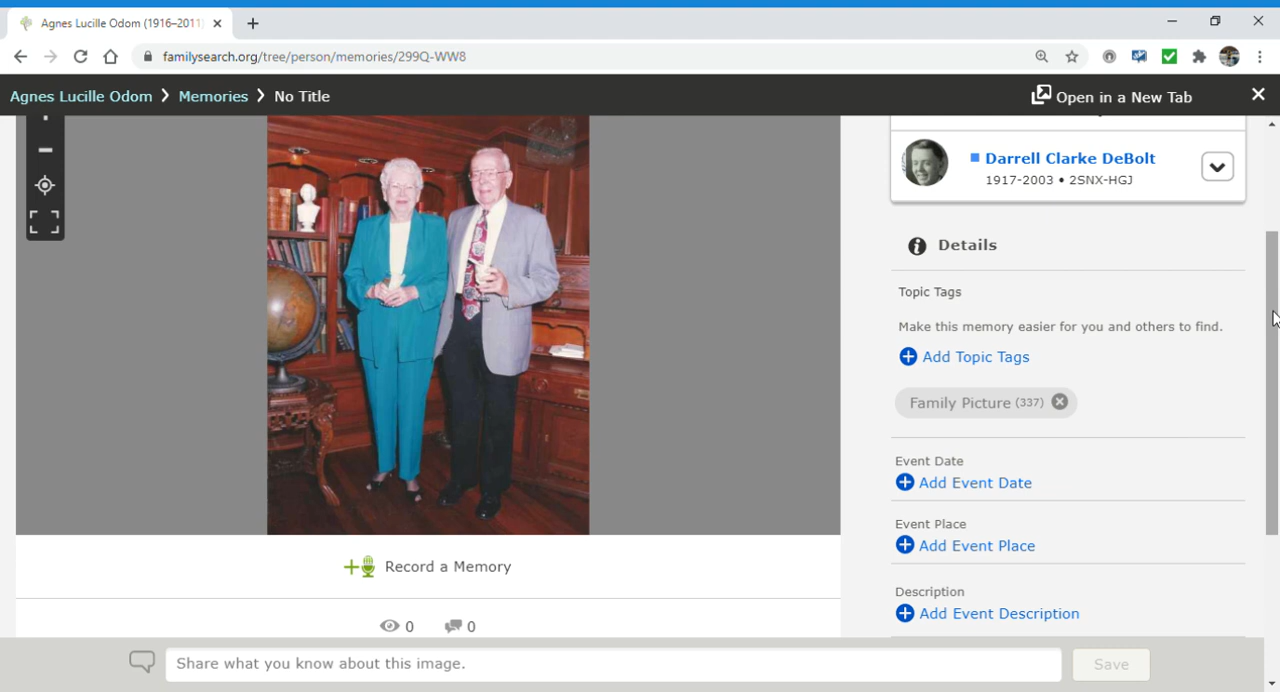 Agnes Lucille Odom (1916–2011)
familysearch.org/tree/person/memories/299Q-WW8
Agnes Lucille Odom > Memories > No Title
Open in a New Tab
Darrell Clarke DeBolt
1917-2003 • 2SNX-HGJ
Details
Topic Tags
Make this memory easier for you and others to find.
Add Topic Tags
Family Picture (337)
Event Date
Add Event Date
Event Place
Add Event Place
Description
Add Event Description
Record a Memory
0 0
Share what you know about this image.
Save